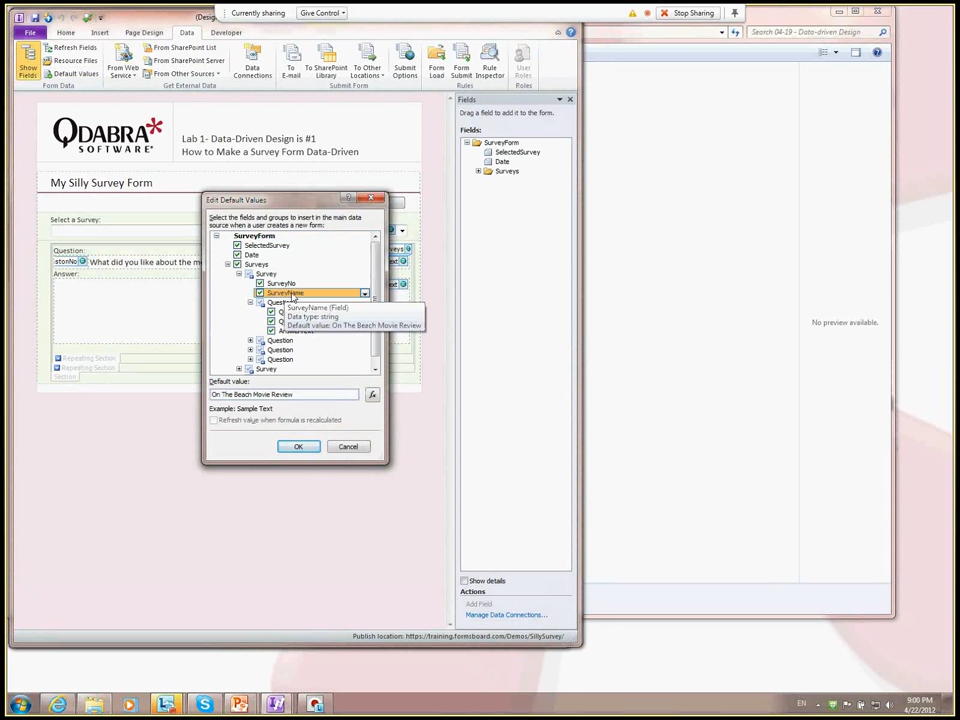 Currently sharing
Give Control
Stop Sharing
(Desig
File
Home
Insert
Page Design
Data
Developer
Search 04-19 - Data-driven Design
Show Fields
Refresh Fields
Resource Files
Default Values
Form Data
From Web Service
From SharePoint List
From SharePoint Server
From Other Sources
Get External Data
Data Connections
To E-mail
To SharePoint Library
To Other Locations
Submit Options
Submit Form
Form Load
Form Submit
Rule Inspector
Rules
User Roles
Roles
QDABRA
SOFTWARE
Lab 1- Data-Driven Design is #1
How to Make a Survey Form Data-Driven
My Silly Survey Form
Select a Survey:
Question:
stionNo
What did you like about the m
Answer:
Repeating Section
Repeating Section
Section
Edit Default Values
Select the fields and groups to insert in the main data
source when a user creates a new form:
SurveyForm
SelectedSurvey
Date
Surveys
Survey
SurveyNo
SurveyName
SurveyName (Field)
Data type: string
Default value: On The Beach Movie Review
Question
Question
Question
Survey
Default value:
On The Beach Movie Review
fx
Example: Sample Text
Refresh value when formula is recalculated
OK
Cancel
Fields
Drag a field to add it to the form.
Fields:
SurveyForm
SelectedSurvey
Date
Surveys
Show details
Actions
Add Field
Manage Data Connections...
No preview available.
Publish location: https://training.formsboard.com/Demos/SillySurvey/
EN
9:00 PM
4/22/2012